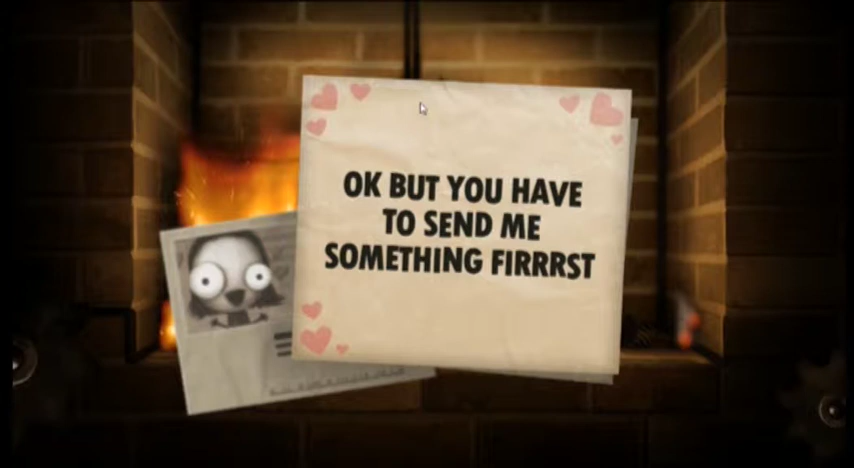 OK BUT YOU HAVE
TO SEND ME
SOMETHING FIRRRST